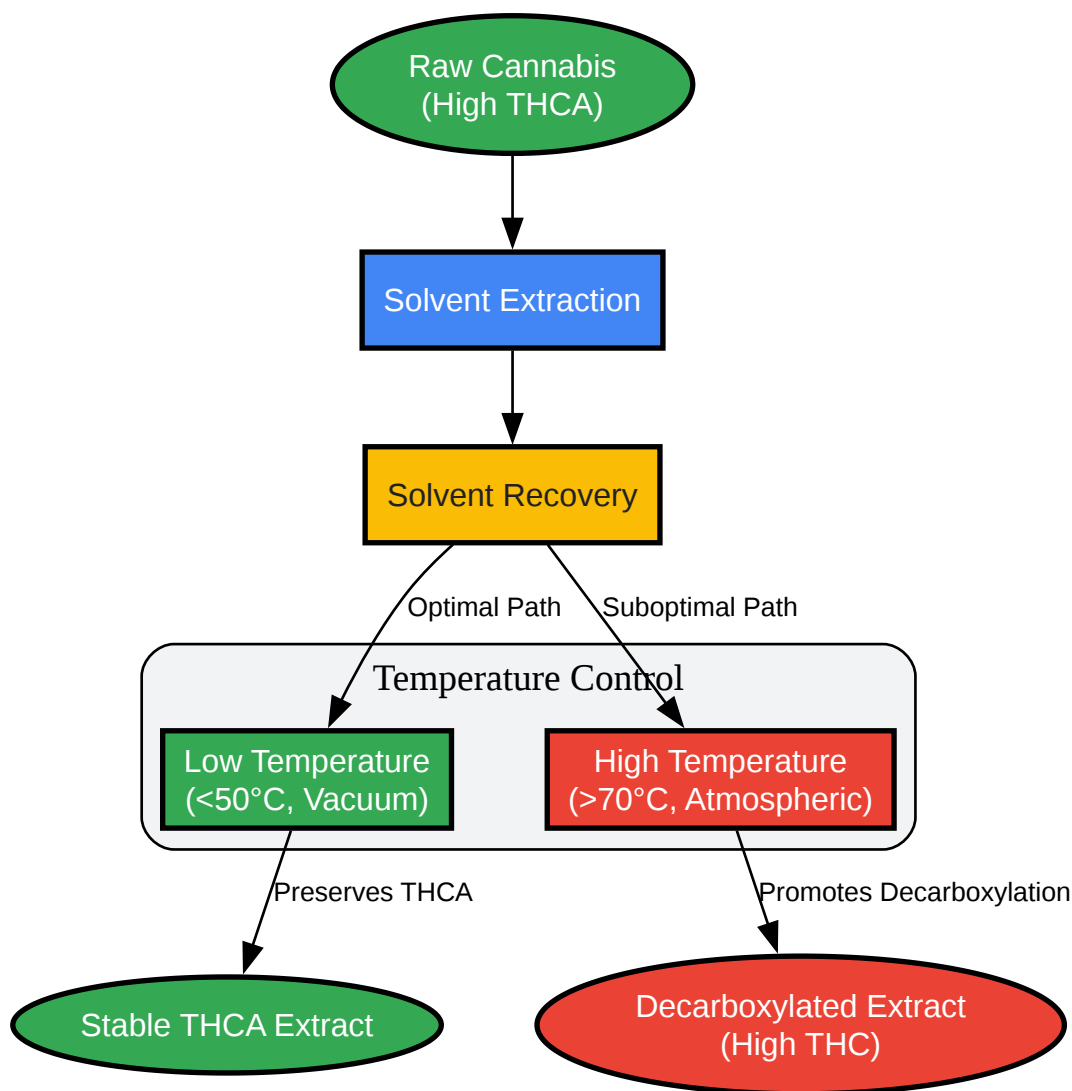 Raw Cannabis
(High THCA)
Solvent Extraction
Solvent Recovery
Optimal Path
Suboptimal Path
Temperature Control
Low Temperature
(<50°C, Vacuum)
High Temperature
(>70°C, Atmospheric)
Preserves THCA
Promotes Decarboxylation
Stable THCA Extract
Decarboxylated Extract
(High THC)